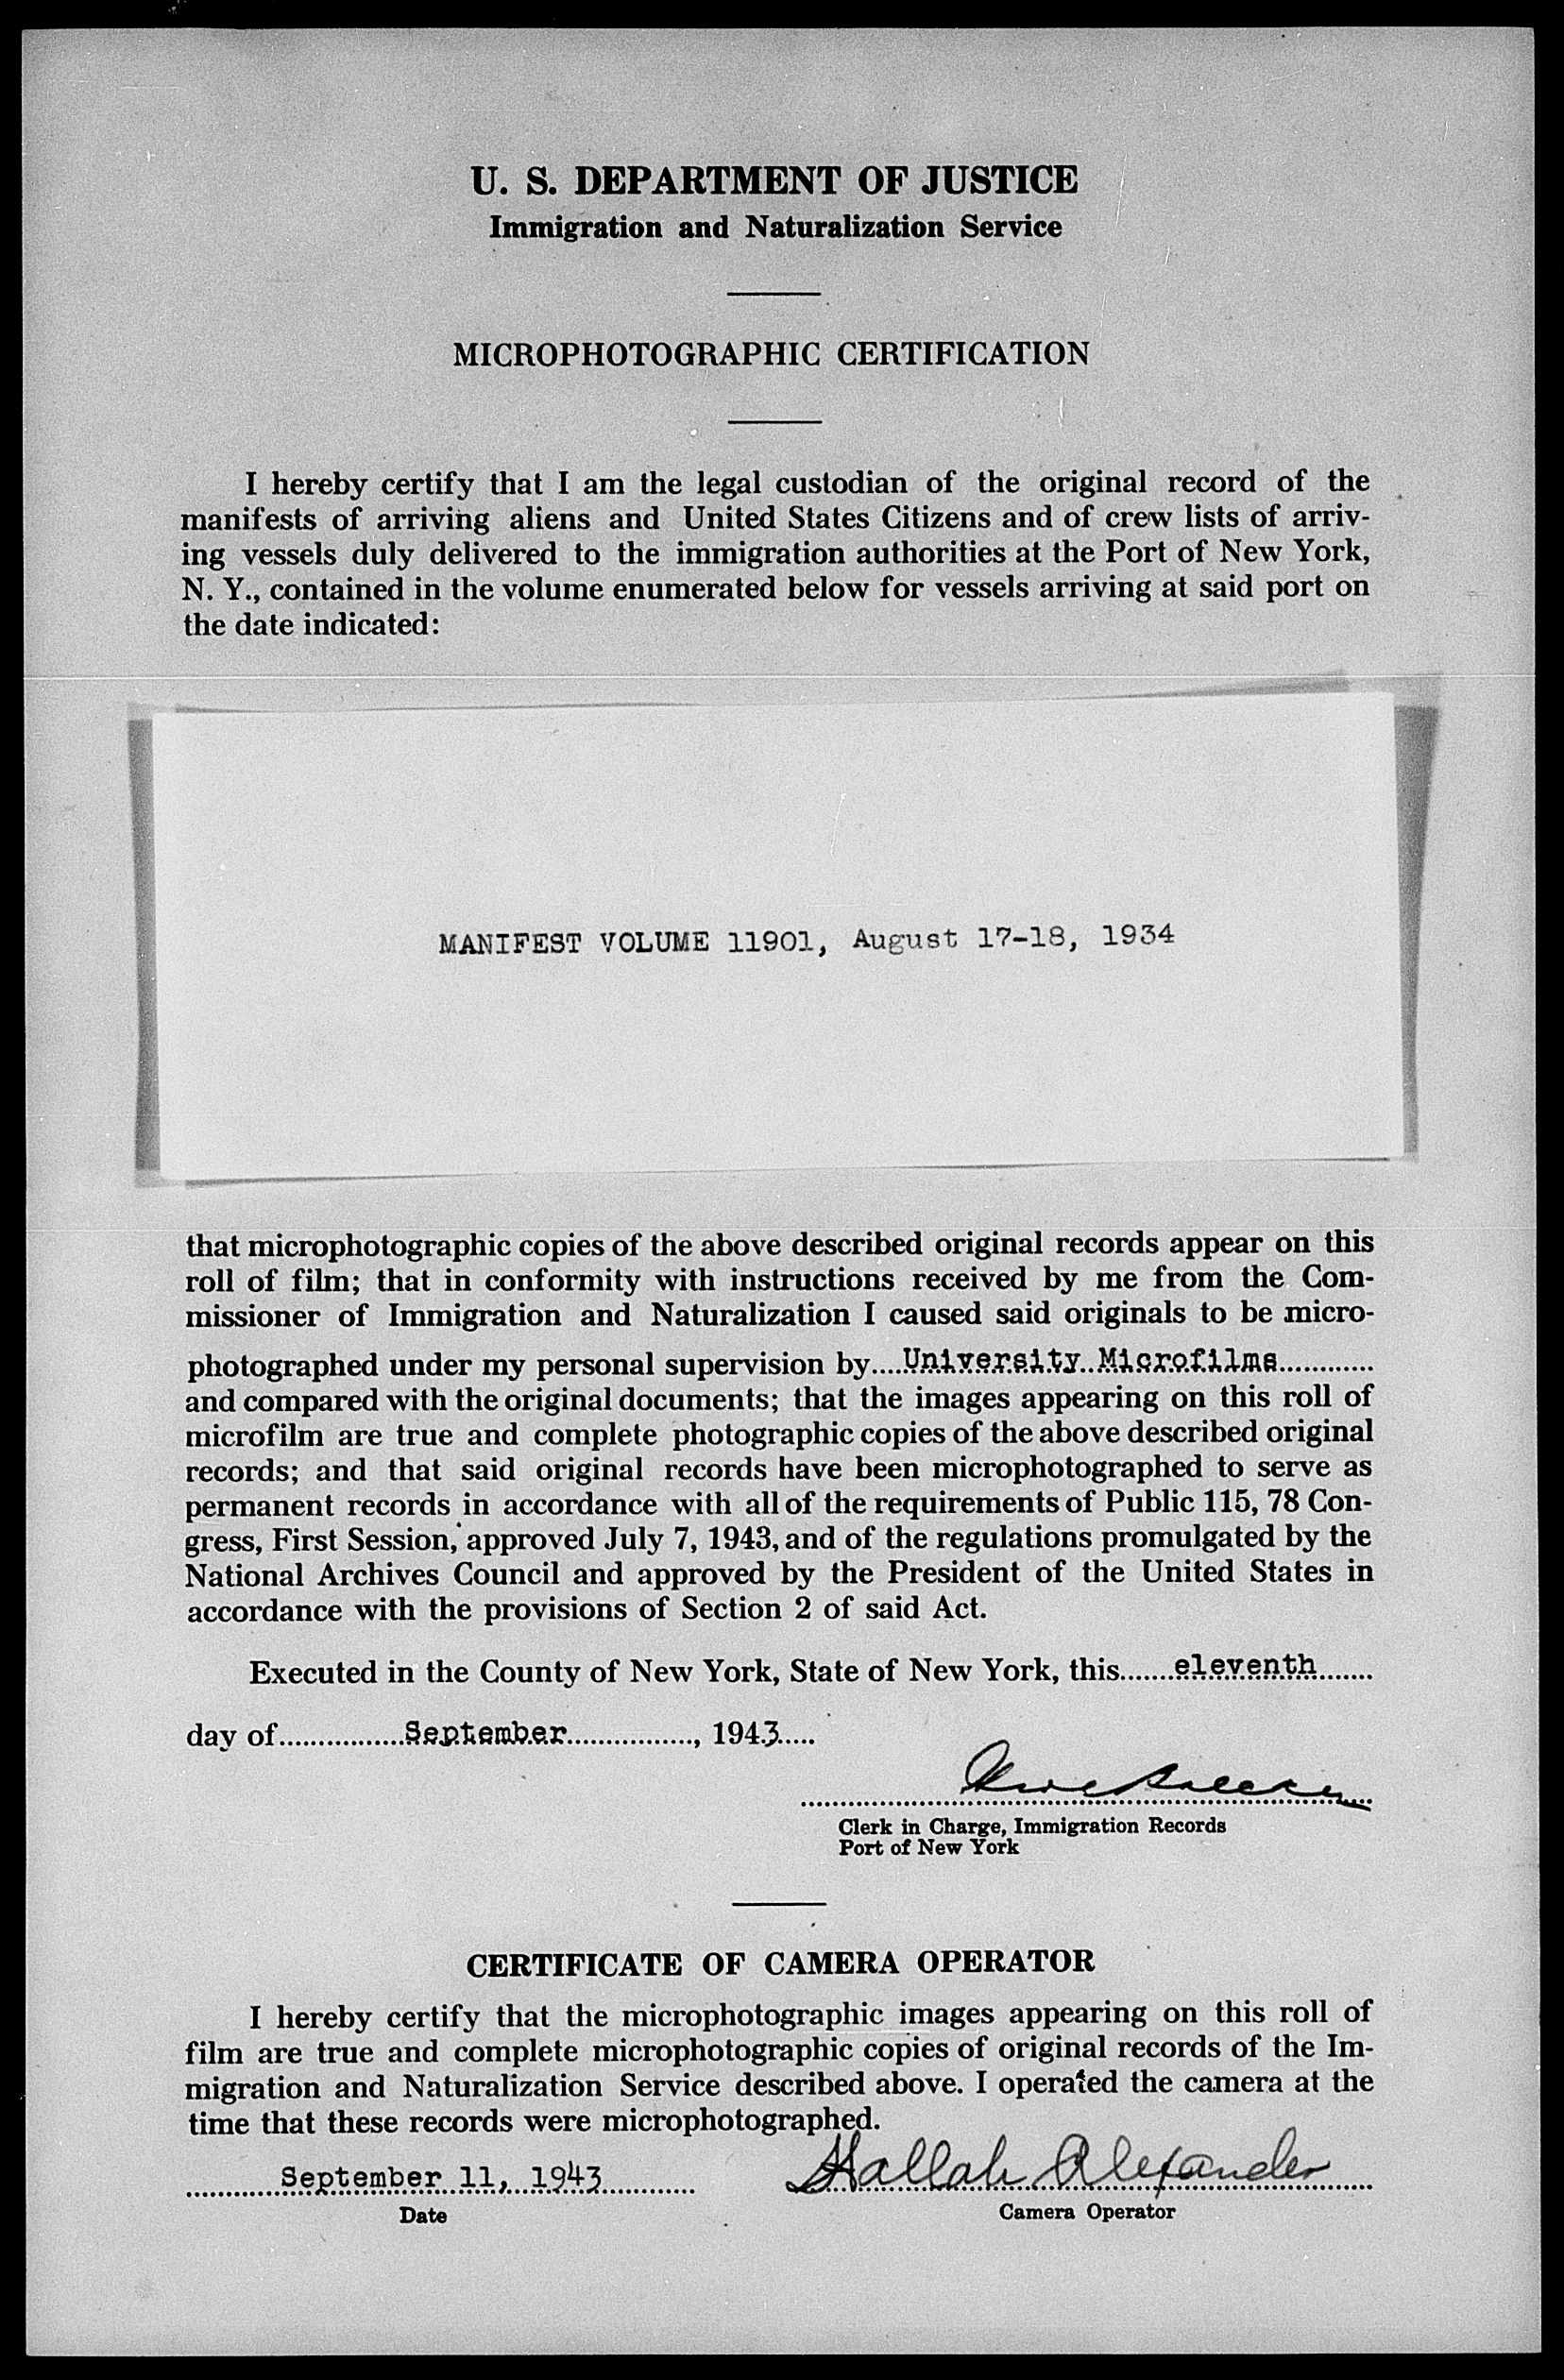 U. S. DEPARTMENT OF JUSTICE
Immigration and Naturalization Service
MICROPHOTOGRAPHIC CERTIFICATION
I hereby certify that I am the legal custodian of the original record of the
manifests of arriving aliens and United States Citizens and of crew lists of arriv-
ing vessels duly delivered to the immigration authorities at the Port of New York,
N. Y., contained in the volume enumerated below for vessels arriving at said port on
the date indicated:
MANIFEST VOLUME 11901, August 17-18, 1934
that microphotographic copies of the above described original records appear on this
roll of film; that in conformity with instructions received by me from the Com-
missioner of Immigration and Naturalization I caused said originals to be micro-
photographed under my personal supervision by....University Microfilms............
and compared with the original documents; that the images appearing on this roll of
microfilm are true and complete photographic copies of the above described original
records; and that said original records have been microphotographed to serve as
permanent records in accordance with all of the requirements of Public 115, 78 Con-
gress, First Session, approved July 7, 1943, and of the regulations promulgated by the
National Archives Council and approved by the President of the United States in
accordance with the provisions of Section 2 of said Act.
Executed in the County of New York, State of New York, this.......eleventh.......
day of................September................, 1943.....
Clerk in Charge, Immigration Records
Port of New York
CERTIFICATE OF CAMERA OPERATOR
I hereby certify that the microphotographic images appearing on this roll of
film are true and complete microphotographic copies of original records of the Im-
migration and Naturalization Service described above. I operated the camera at the
time that these records were microphotographed.
September 11, 1943 Hallah Alexander
Date Camera Operator